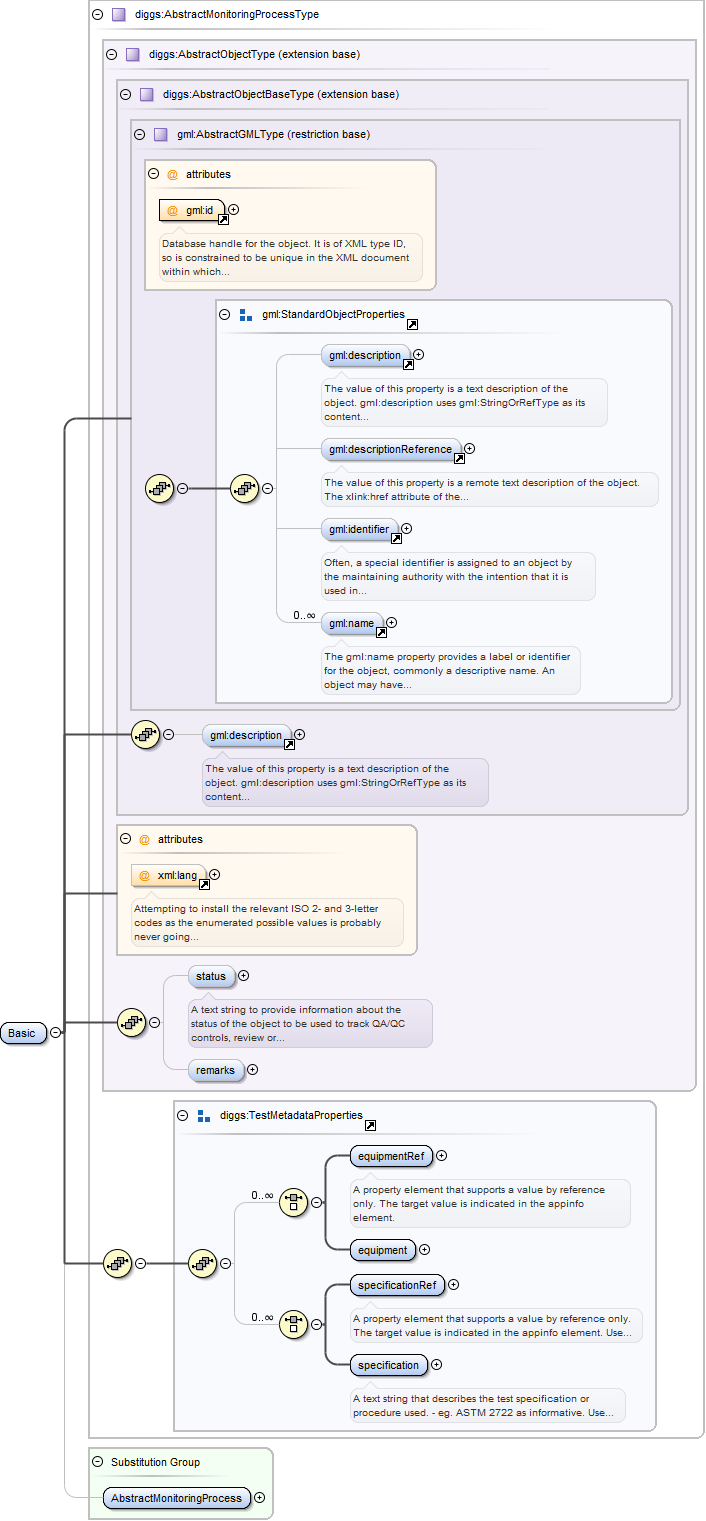 diggs:AbstractMonitoringProcessType
diggs:AbstractObjectType (extension base)
diggs:AbstractObjectBaseType (extension base)
gml:AbstractGMLType (restriction base)
@ attributes
@ gml:id
Database handle for the object. It is of XML type ID,
so is constrained to be unique in the XML document
within which...
gml:StandardObjectProperties
gml:description
The value of this property is a text description of the
object. gml:description uses gml:StringOrRefType as its
content...
gml:descriptionReference
The value of this property is a remote text description of the object.
The xlink:href attribute of the...
gml:identifier
Often, a special identifier is assigned to an object by
the maintaining authority with the intention that it is
used in...
0..∞
gml:name
The gml:name property provides a label or identifier
for the object, commonly a descriptive name. An
object may have...
gml:description
The value of this property is a text description of the
object. gml:description uses gml:StringOrRefType as its
content...
@ attributes
@ xml:lang
Attempting to install the relevant ISO 2- and 3-letter
codes as the enumerated possible values is probably
never going...
status
A text string to provide information about the
status of the object to be used to track QA/QC
controls, review or...
Basic
remarks
diggs:TestMetadataProperties
equipmentRef
0..∞
A property element that supports a value by reference
only. The target value is indicated in the appinfo
element.
equipment
specificationRef
0..∞
A property element that supports a value by reference only.
The target value is indicated in the appinfo element. Use...
specification
A text string that describes the test specification or
procedure used. - eg. ASTM 2722 as informative. Use...
Substitution Group
AbstractMonitoringProcess